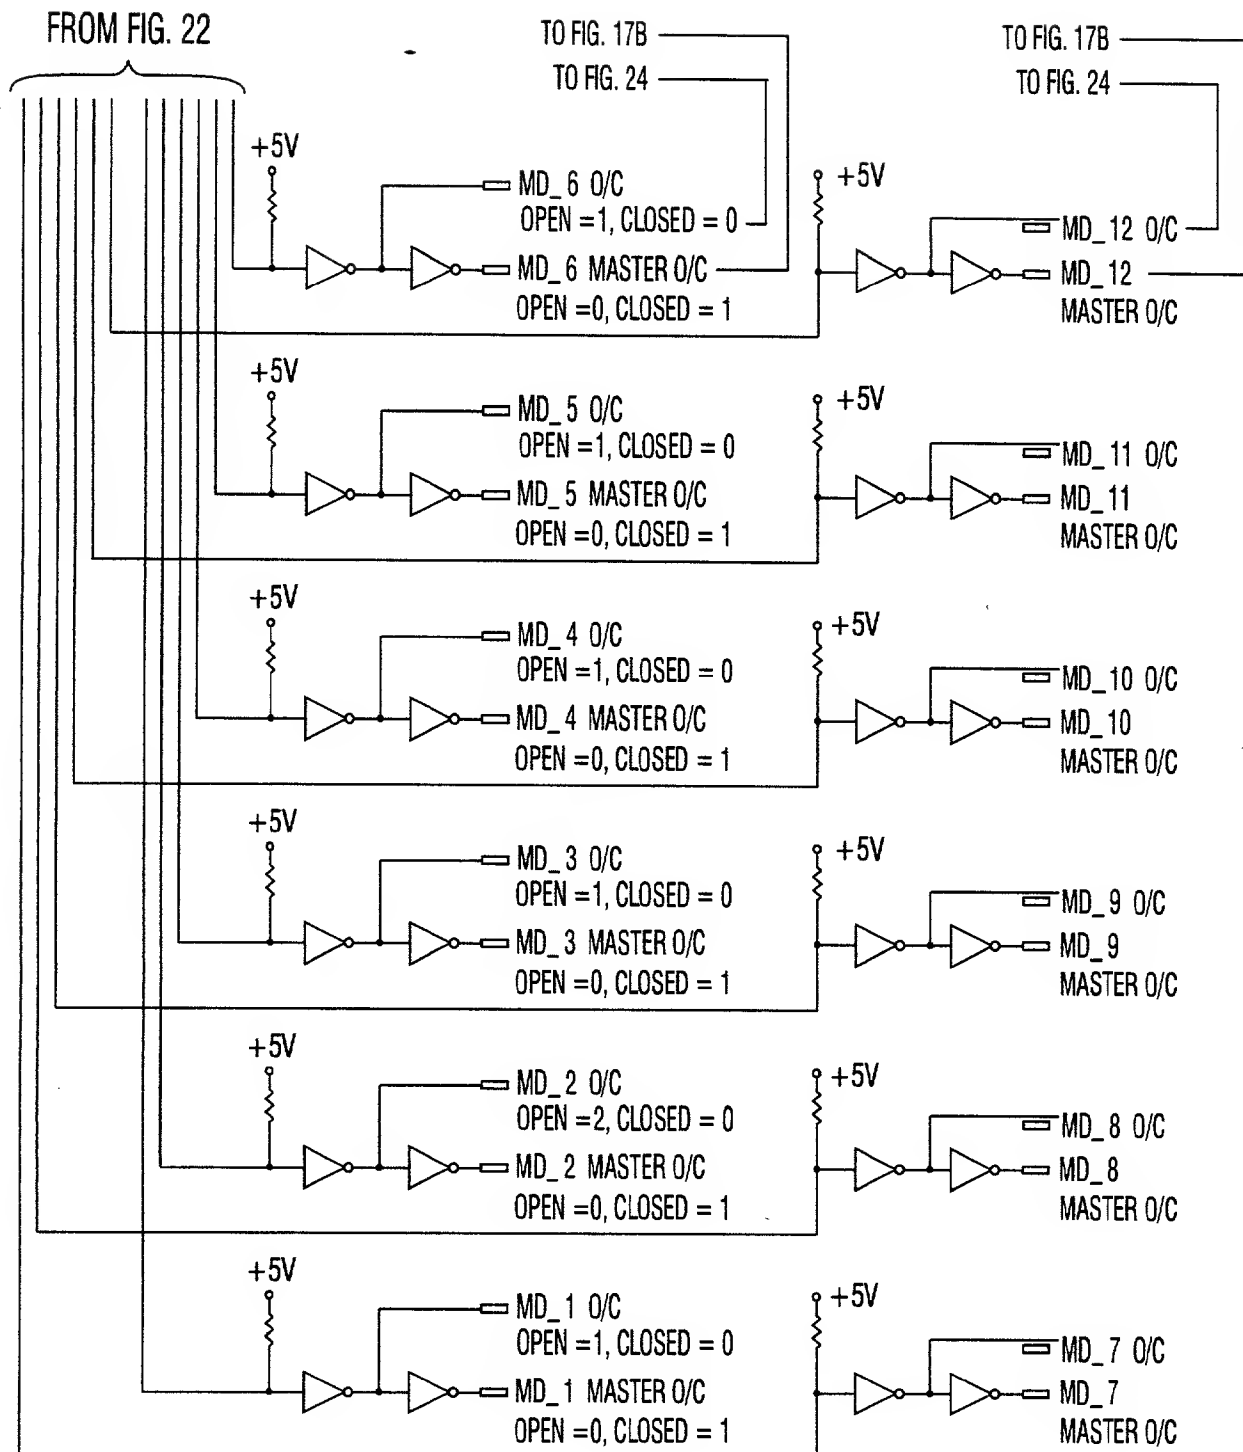 FROM FIG. 22
TO FIG. 17B
TO FIG. 24
TO FIG. 17B
TO FIG. 24
+5V
MD_6 O/C
OPEN =1, CLOSED = 0
MD_6 MASTER O/C
OPEN =0, CLOSED = 1
+5V
MD_12 O/C
MD_12
MASTER O/C
+5V
MD_5 O/C
OPEN =1, CLOSED = 0
MD_5 MASTER O/C
OPEN =0, CLOSED = 1
+5V
MD_11 O/C
MD_11
MASTER O/C
+5V
MD_4 O/C
OPEN =1, CLOSED = 0
MD_4 MASTER O/C
OPEN =0, CLOSED = 1
+5V
MD_10 O/C
MD_10
MASTER O/C
+5V
MD_3 O/C
OPEN =1, CLOSED = 0
MD_3 MASTER O/C
OPEN =0, CLOSED = 1
+5V
MD_9 O/C
MD_9
MASTER O/C
+5V
MD_2 O/C
OPEN =2, CLOSED = 0
MD_2 MASTER O/C
OPEN =0, CLOSED = 1
+5V
MD_8 O/C
MD_8
MASTER O/C
+5V
MD_1 O/C
OPEN =1, CLOSED = 0
MD_1 MASTER O/C
OPEN =0, CLOSED = 1
+5V
MD_7 O/C
MD_7
MASTER O/C